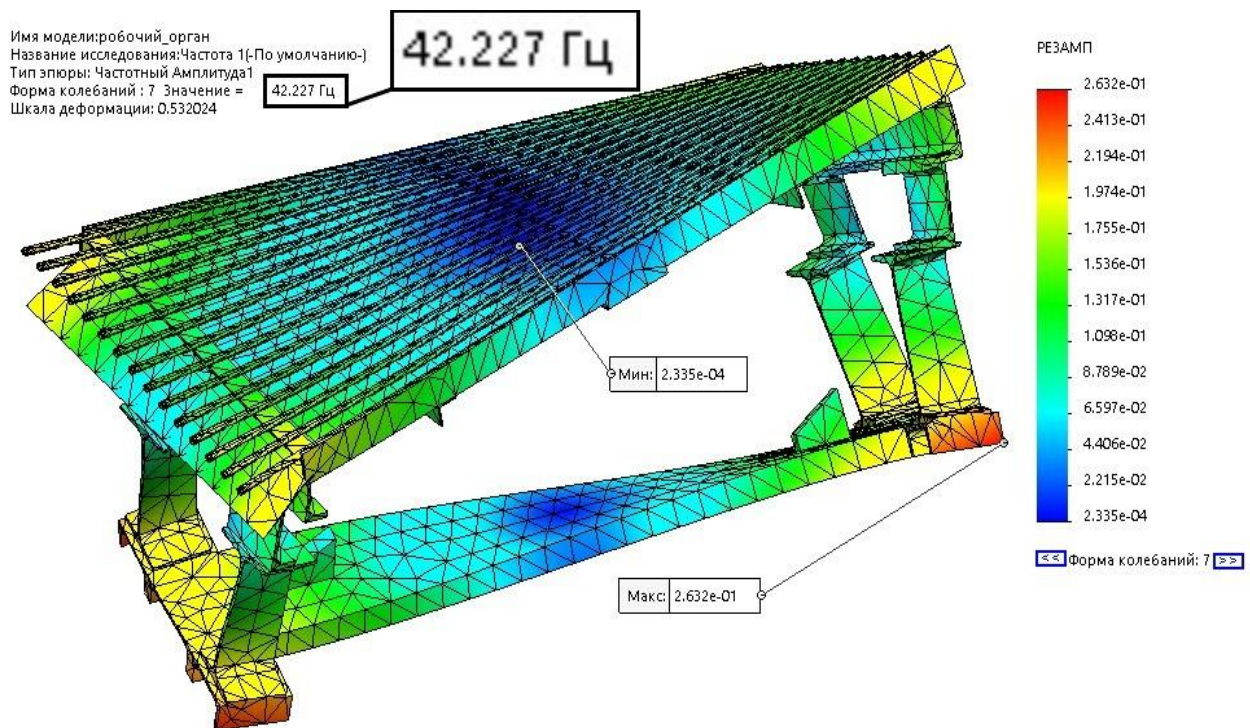 Имя модели:робочий_орган
Название исследования:Частота 1(-По умолчанию-)
Тип эпюры: Частотный Амплитуда1
Форма колебаний : 7 Значение = 42.227 Гц
Шкала деформации: 0.532024
42.227 Гц
РЕЗАМП
2.632e-01
2.413e-01
2.194e-01
1.974e-01
1.755e-01
1.536e-01
1.317e-01
1.098e-01
8.789e-02
6.597e-02
4.406e-02
2.215e-02
2.335e-04
<< Форма колебаний: 7 >>
Мин: 2.335e-04
Макс: 2.632e-01